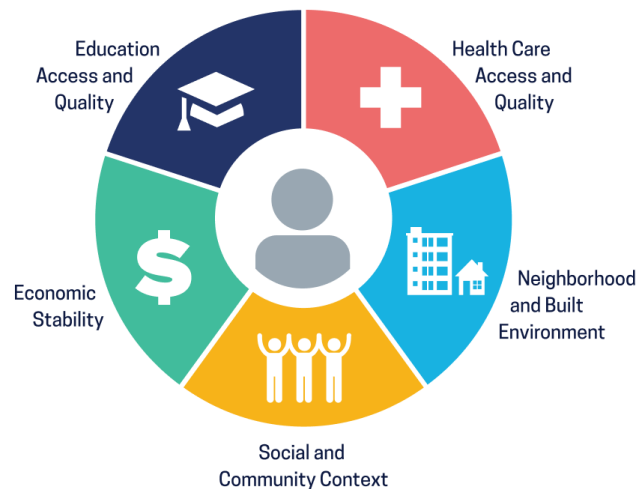 Education
Access and
Quality
Health Care
Access and
Quality
Economic
Stability
$
Neighborhood
and Built
Environment
Social and
Community Context